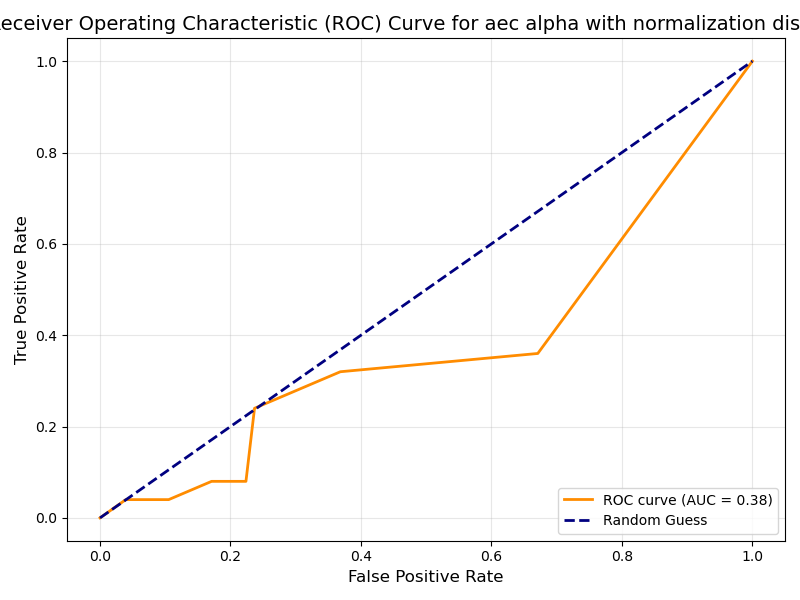 Operating Characteristic (ROC) Curve for aec alpha with normalization
1.0
0.8
0.6
0.4
0.2
0.0
True Positive Rate
0.0 0.2 0.4 0.6 0.8 1.0
False Positive Rate
ROC curve (AUC = 0.38)
Random Guess